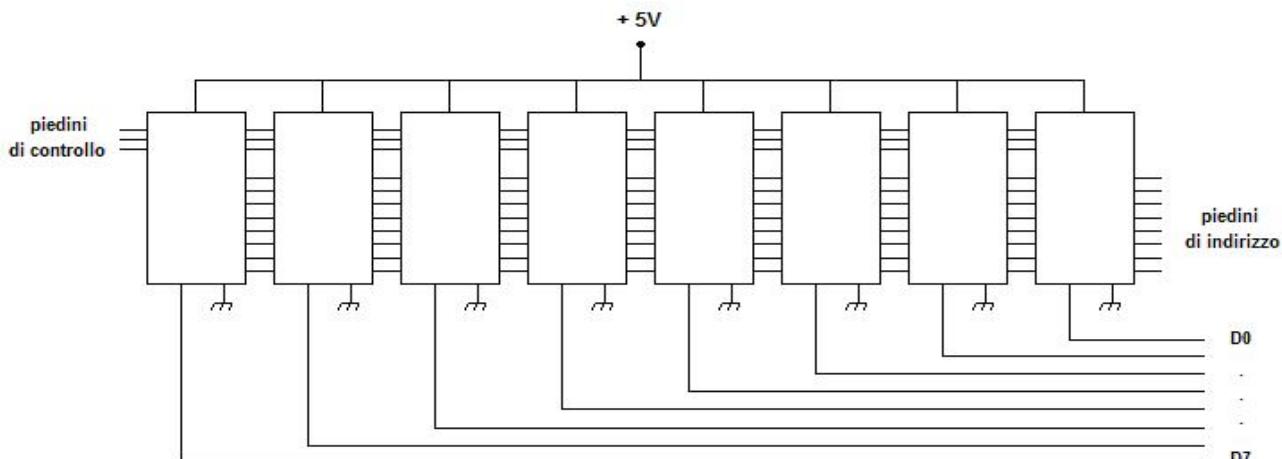 + 5V
piedini
di controllo
piedini
di indirizzo
D0
.
.
.
D7